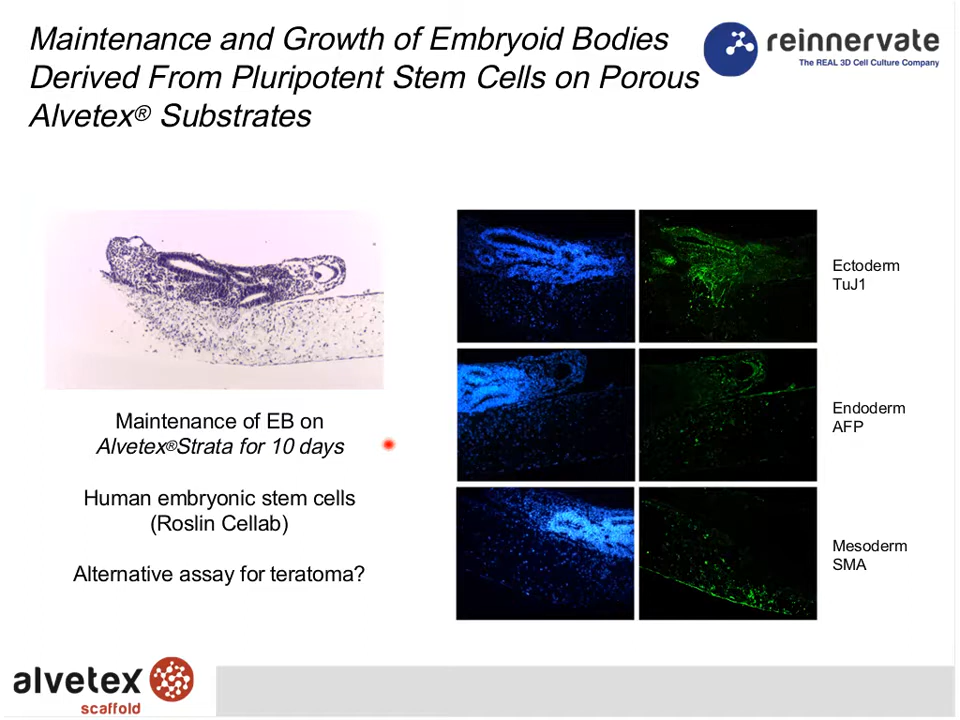 Maintenance and Growth of Embryoid Bodies
Derived From Pluripotent Stem Cells on Porous
Alvetex® Substrates
reinnervate
The REAL 3D Cell Culture Company
Ectoderm
TuJ1
Maintenance of EB on
Alvetex®Strata for 10 days
Human embryonic stem cells
(Roslin Cellab)
Alternative assay for teratoma?
Endoderm
AFP
Mesoderm
SMA
alvetex
scaffold